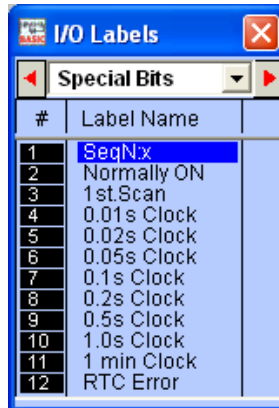 BASIC
I/O Labels
Special Bits
# Label Name
1 SeqN:x
2 Normally ON
3 1st.Scan
4 0.01s Clock
5 0.02s Clock
6 0.05s Clock
7 0.1s Clock
8 0.2s Clock
9 0.5s Clock
10 1.0s Clock
11 1 min Clock
12 RTC Error